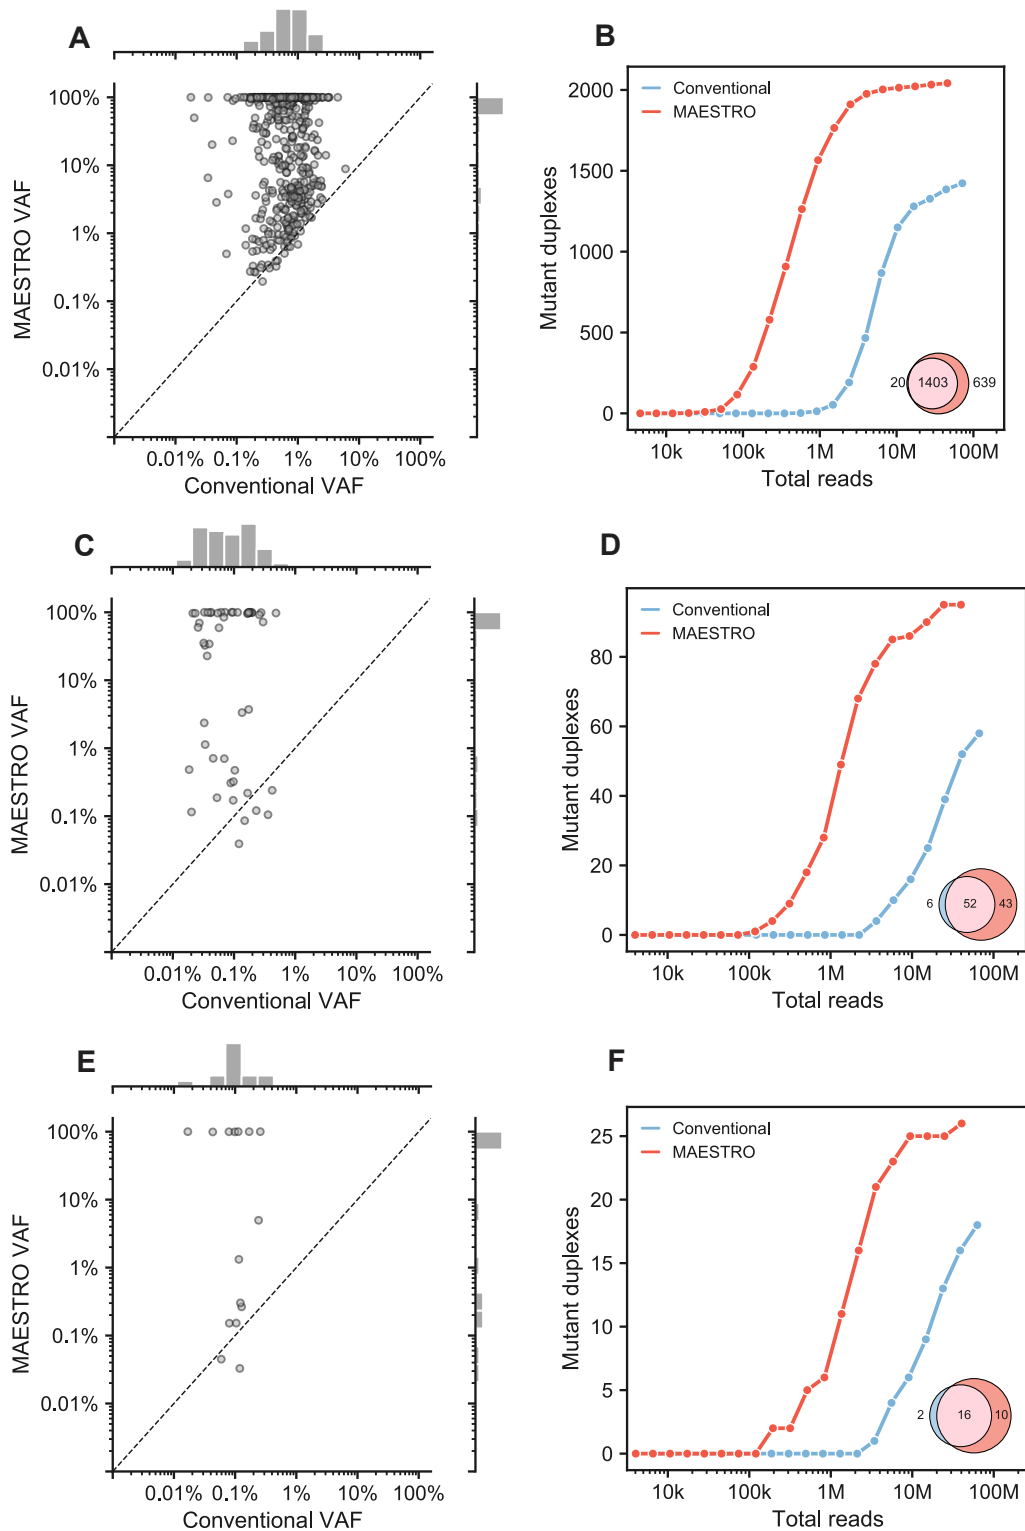 A
100%
10%
1%
0.1%
0.01%
MAESTRO VAF
0.01% 0.1% 1% 10% 100%
Conventional VAF
B
Conventional
MAESTRO
2000
1500
1000
500
0
Mutant duplexes
20 1403 639
10k 100k 1M 10M 100M
Total reads
C
100%
10%
1%
0.1%
0.01%
MAESTRO VAF
0.01% 0.1% 1% 10% 100%
Conventional VAF
D
Conventional
MAESTRO
80
60
40
20
0
Mutant duplexes
6 52 43
10k 100k 1M 10M 100M
Total reads
E
100%
10%
1%
0.1%
0.01%
MAESTRO VAF
0.01% 0.1% 1% 10% 100%
Conventional VAF
F
Conventional
MAESTRO
25
20
15
10
5
0
Mutant duplexes
2 16 10
10k 100k 1M 10M 100M
Total reads